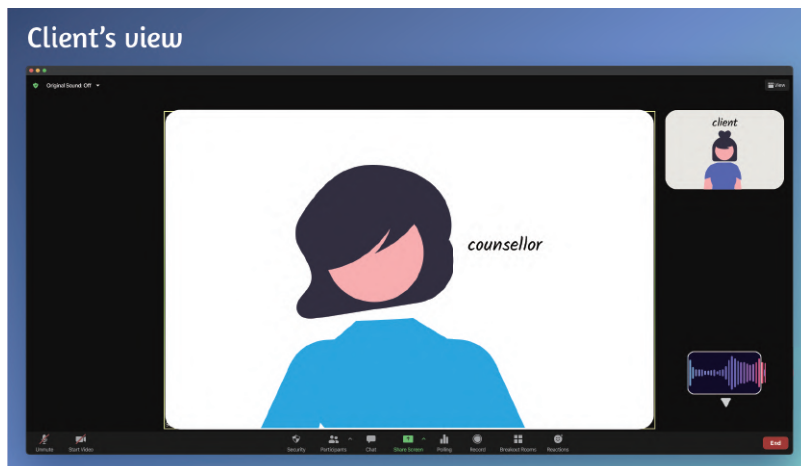 Client's view
Original Sound: Off
View
client
counsellor
Unmute
Start Video
Security
Participants
Chat
Share Screen
Polling
Record
Breakout Rooms
Reactions
End